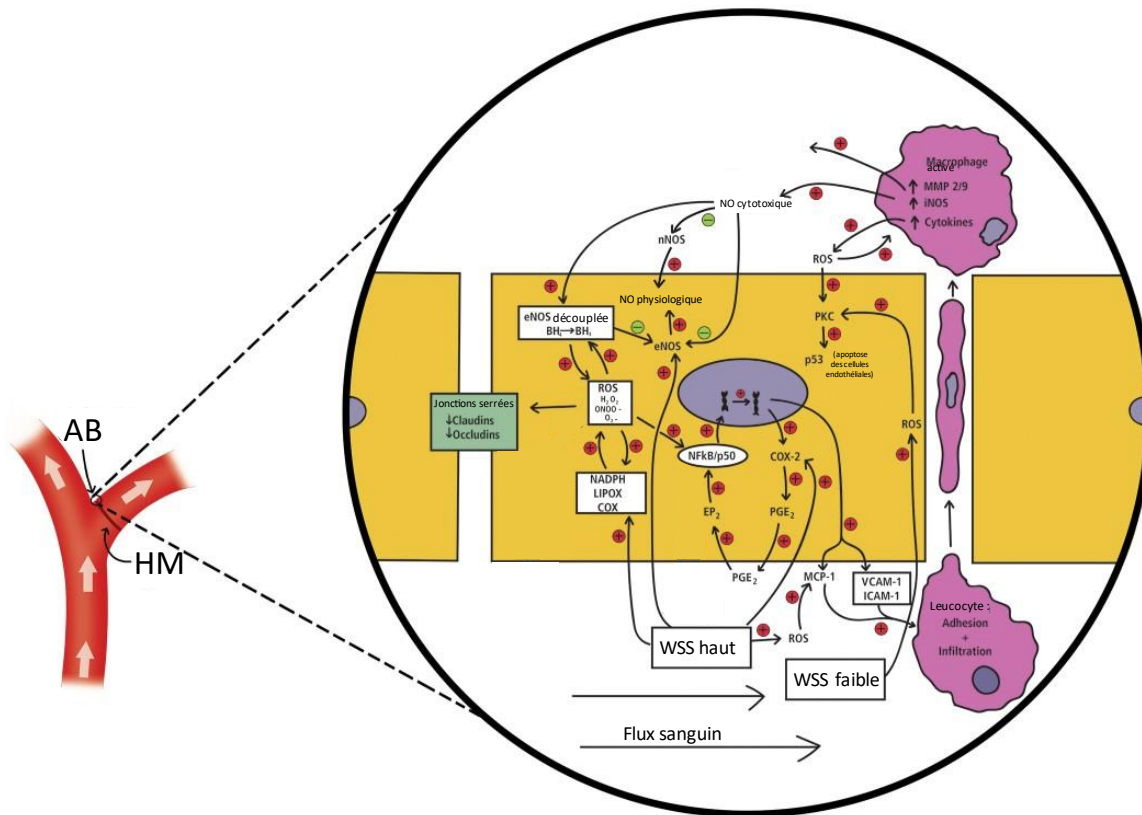 Macrophage
activé
MMP 2/9
iNOS
Cytokines
NO cytotoxique
nNOS
ROS
NO physiologique
PKC
eNOS découplée
BH₄→BH₄
eNOS
p53
(apoptose
des cellules
endothéliales)
ROS
H₂O₂
ONOO -
O₂-
Jonctions serrées
↓Claudins
↓Occludins
AB
ROS
NFkB/p50
COX-2
NADPH
LIPOX
COX
EP₂
PGE₂
HM
PGE₂
MCP-1
VCAM-1
ICAM-1
Leucocyte :
Adhesion
+
Infiltration
WSS haut
ROS
WSS faible
Flux sanguin